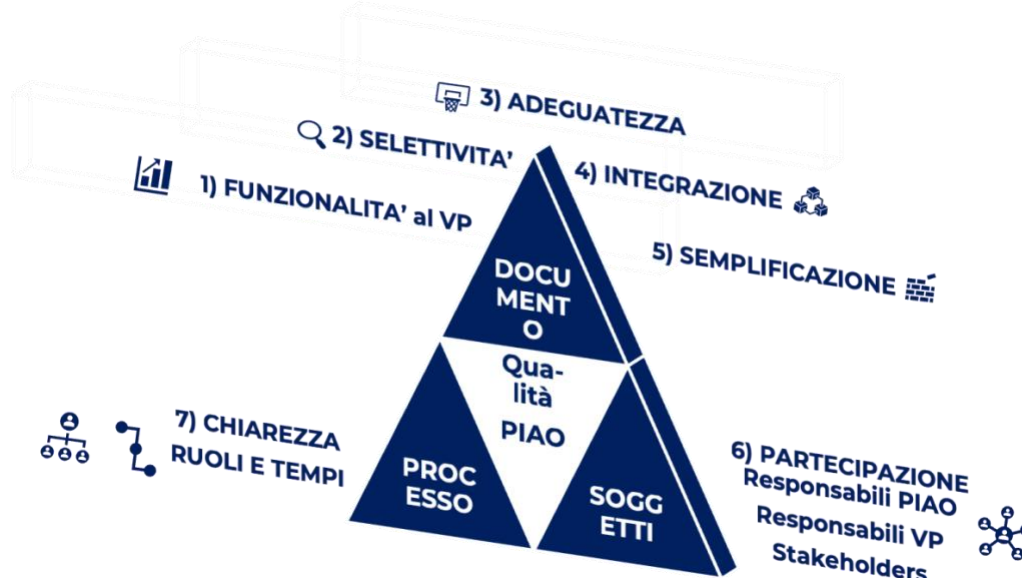 3) ADEGUATEZZA
2) SELETTIVITA’
4) INTEGRAZIONE
1) FUNZIONALITA’ al VP
5) SEMPLIFICAZIONE
DOCU
MENT
O
Qua-
lità
PIAO
7) CHIAREZZA
RUOLI E TEMPI
PROC
ESSO
SOGG
ETTI
6) PARTECIPAZIONE
Responsabili PIAO
Responsabili VP
Stakeholders